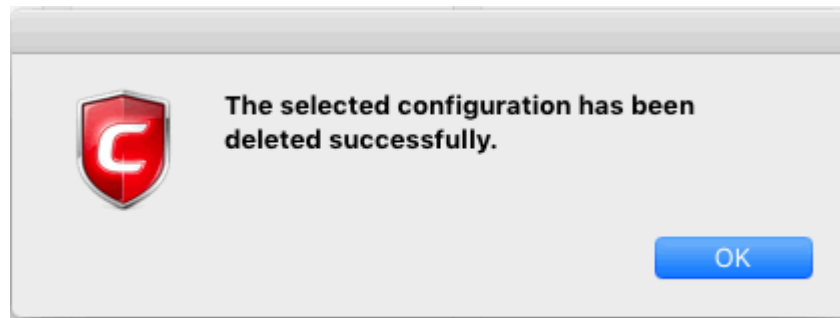 The selected configuration has been
deleted successfully.
C
OK